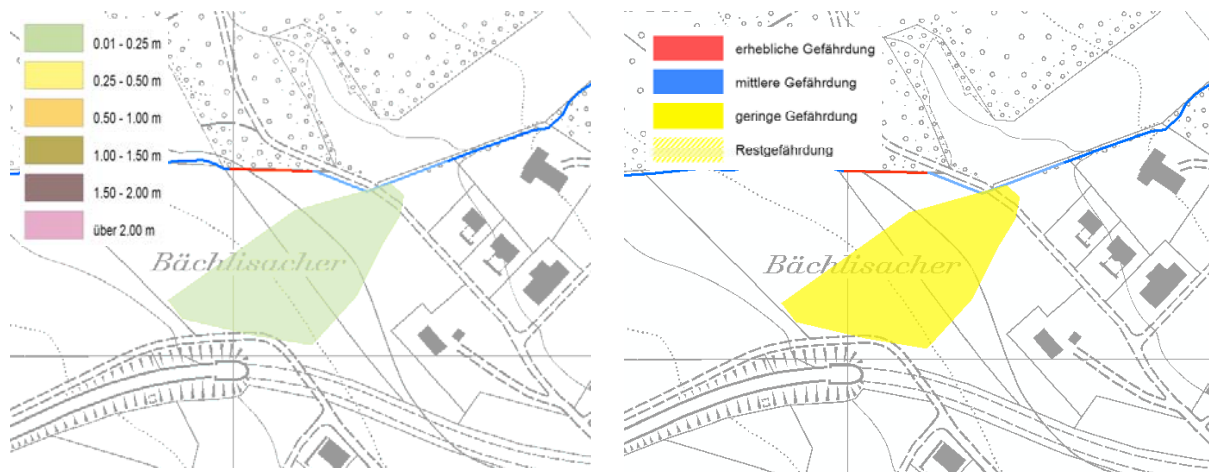 0.01 - 0.25 m
0.25 - 0.50 m
0.50 - 1.00 m
1.00 - 1.50 m
1.50 - 2.00 m
über 2.00 m
Bächlisacher
erhebliche Gefährdung
mittlere Gefährdung
geringe Gefährdung
Restgefährdung
Bächlisacher